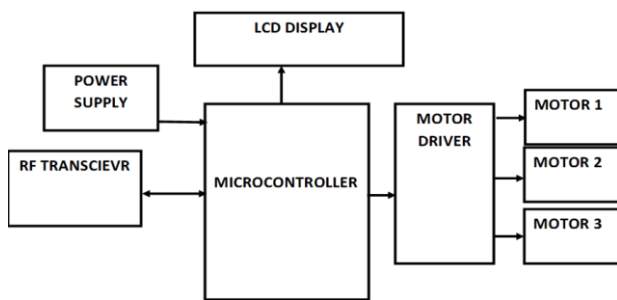 LCD DISPLAY
POWER
SUPPLY
RF TRANSCIEVR
MICROCONTROLLER
MOTOR
DRIVER
MOTOR 1
MOTOR 2
MOTOR 3